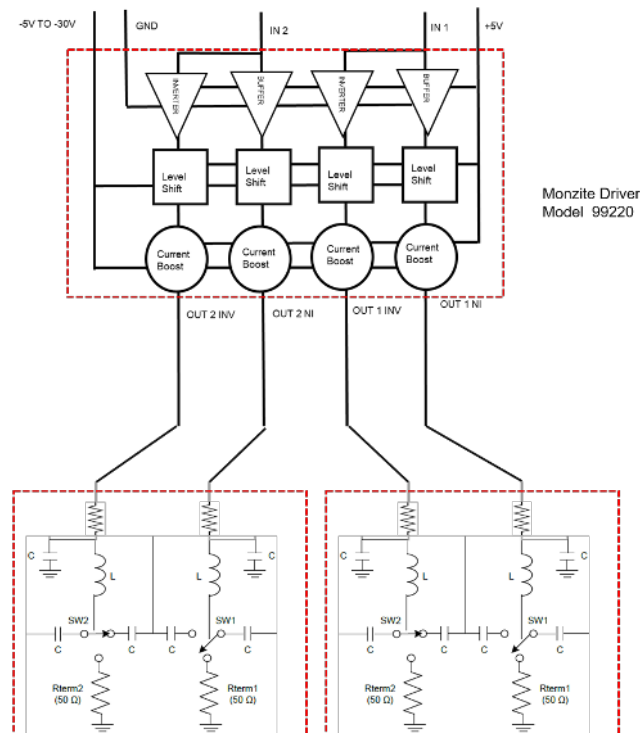 -5V TO -30V
GND
IN 2
IN 1
+5V
INVERTER
BUFFER
INVERTER
BUFFER
Level
Shift
Level
Shift
Level
Shift
Level
Shift
Monzite Driver
Model 99220
Current
Boost
Current
Boost
Current
Boost
Current
Boost
OUT 2 INV
OUT 2 NI
OUT 1 INV
OUT 1 NI
C
C
C
C
L
L
L
L
SW2
SW1
SW2
SW1
C
C
C
C
C
C
C
C
Rterm2
(50 Ω)
Rterm1
(50 Ω)
Rterm2
(50 Ω)
Rterm1
(50 Ω)